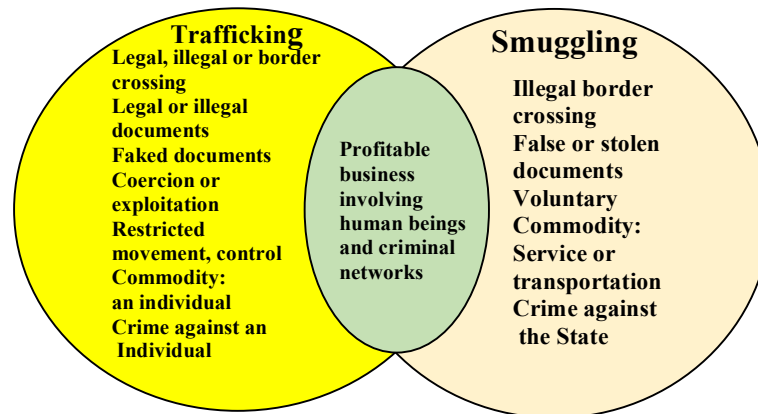 Trafficking
Legal, illegal or border
crossing
Legal or illegal
documents
Faked documents
Coercion or
exploitation
Restricted
movement, control
Commodity:
an individual
Crime against an
Individual
Profitable
business
involving
human beings
and criminal
networks
Smuggling
Illegal border
crossing
False or stolen
documents
Voluntary
Commodity:
Service or
transportation
Crime against
the State